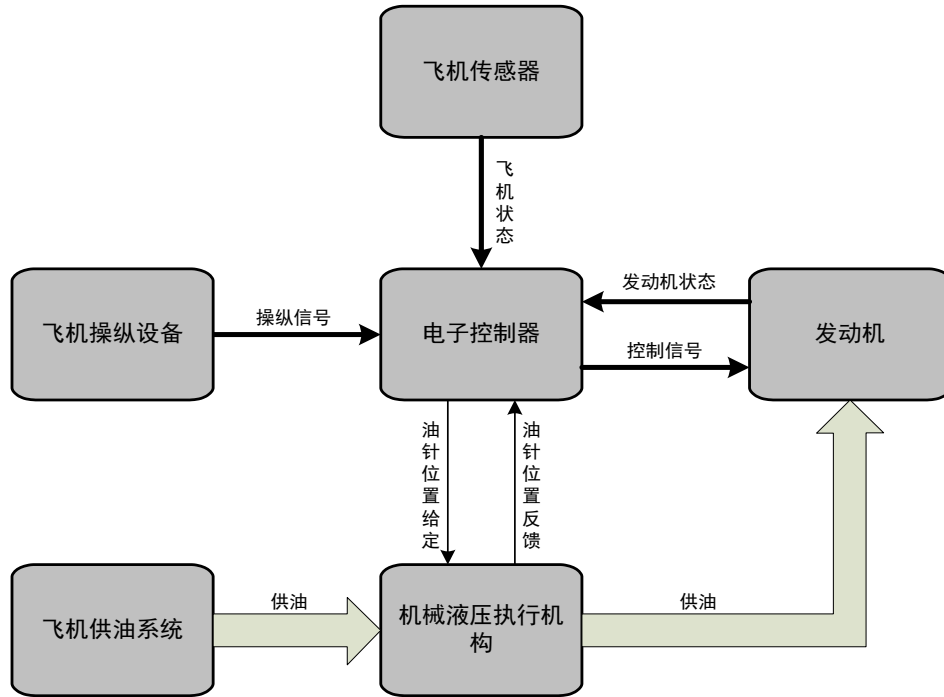 飞机传感器
飞机状态
飞机操纵设备
操纵信号
电子控制器
发动机状态
控制信号
发动机
油针位置给定
油针位置反馈
飞机供油系统
供油
机械液压执行机
构
供油